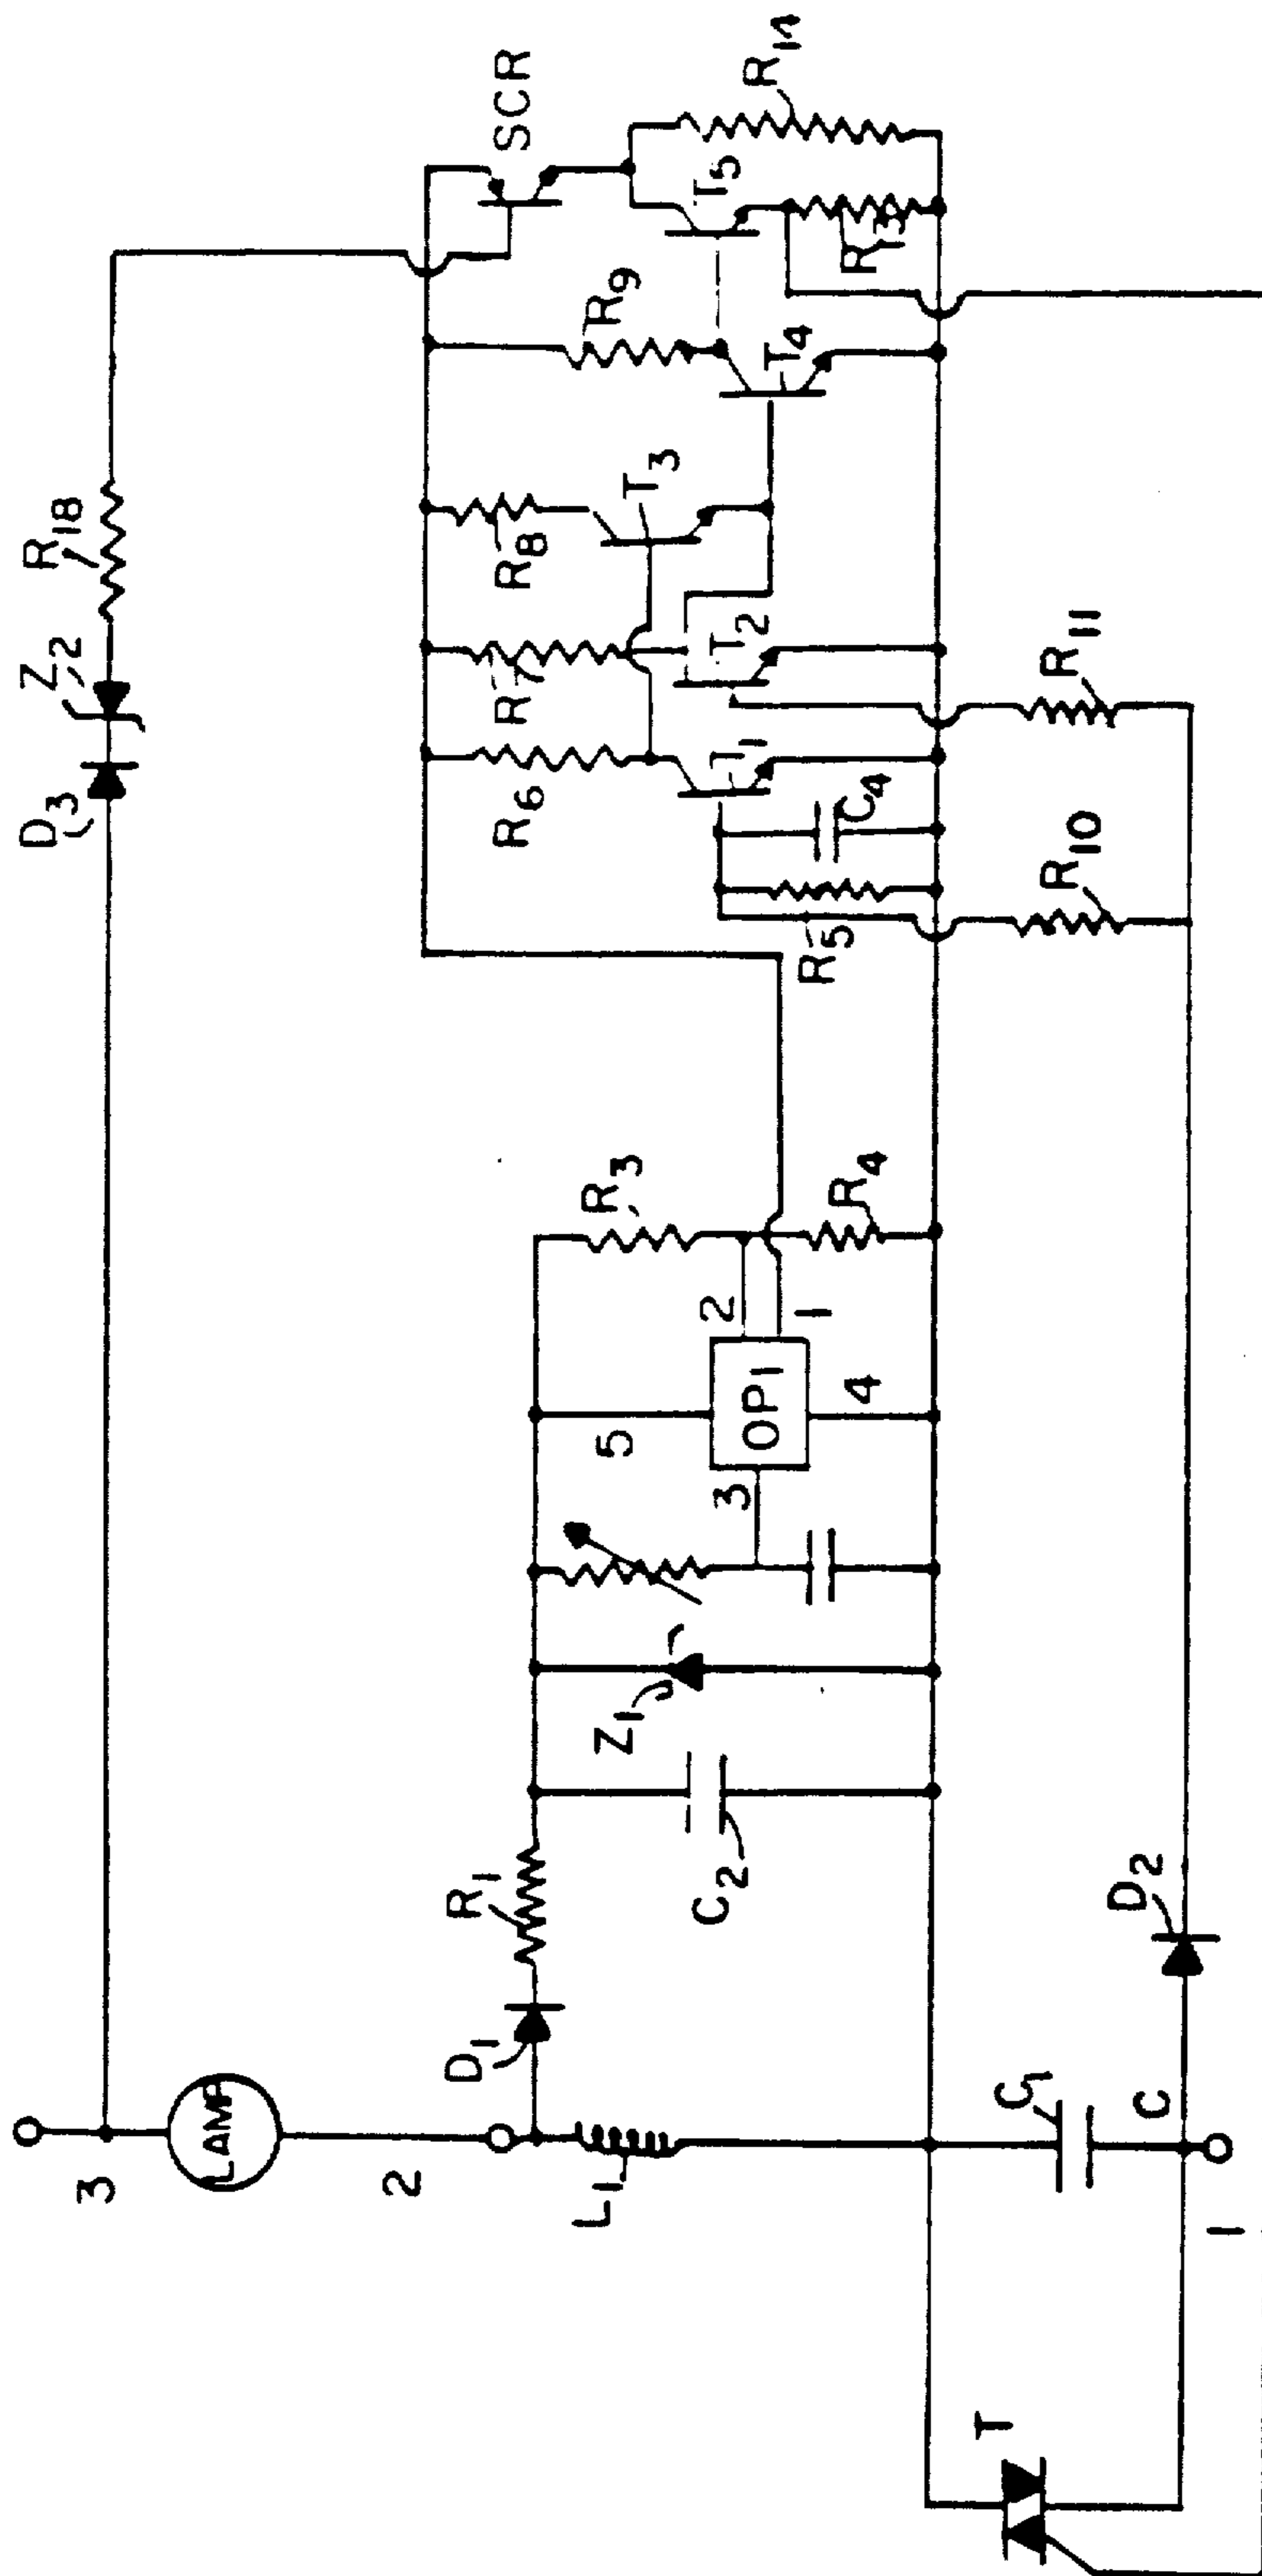 3
LAMP
2
L₁
D₁
R₁
C₂
Z₁
3
5
OP₁
4
2
1
R₃
R₄
D₃
Z₂
R₁₈
R₆
R₇
R₈
R₉
SCR
T₁
T₂
T₃
T₄
T₅
R₁₄
R₁₃
C₄
R₅
R₁₀
R₁₁
D₂
C₁
C
1
T